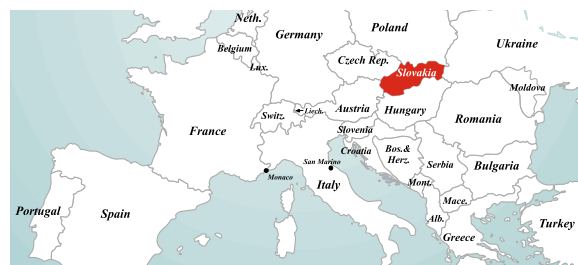 Neth.
Poland
Germany
Ukraine
Belgium
Czech Rep.
Lux.
Slovakia
Moldova
Austria
Hungary
Liech.
Switz.
Romania
France
Slovenia
Croatia
Bos.&
Herz.
San Marino
Serbia
Bulgaria
Monaco
Italy
Mont.
Mace.
Portugal
Spain
Alb.
Turkey
Greece